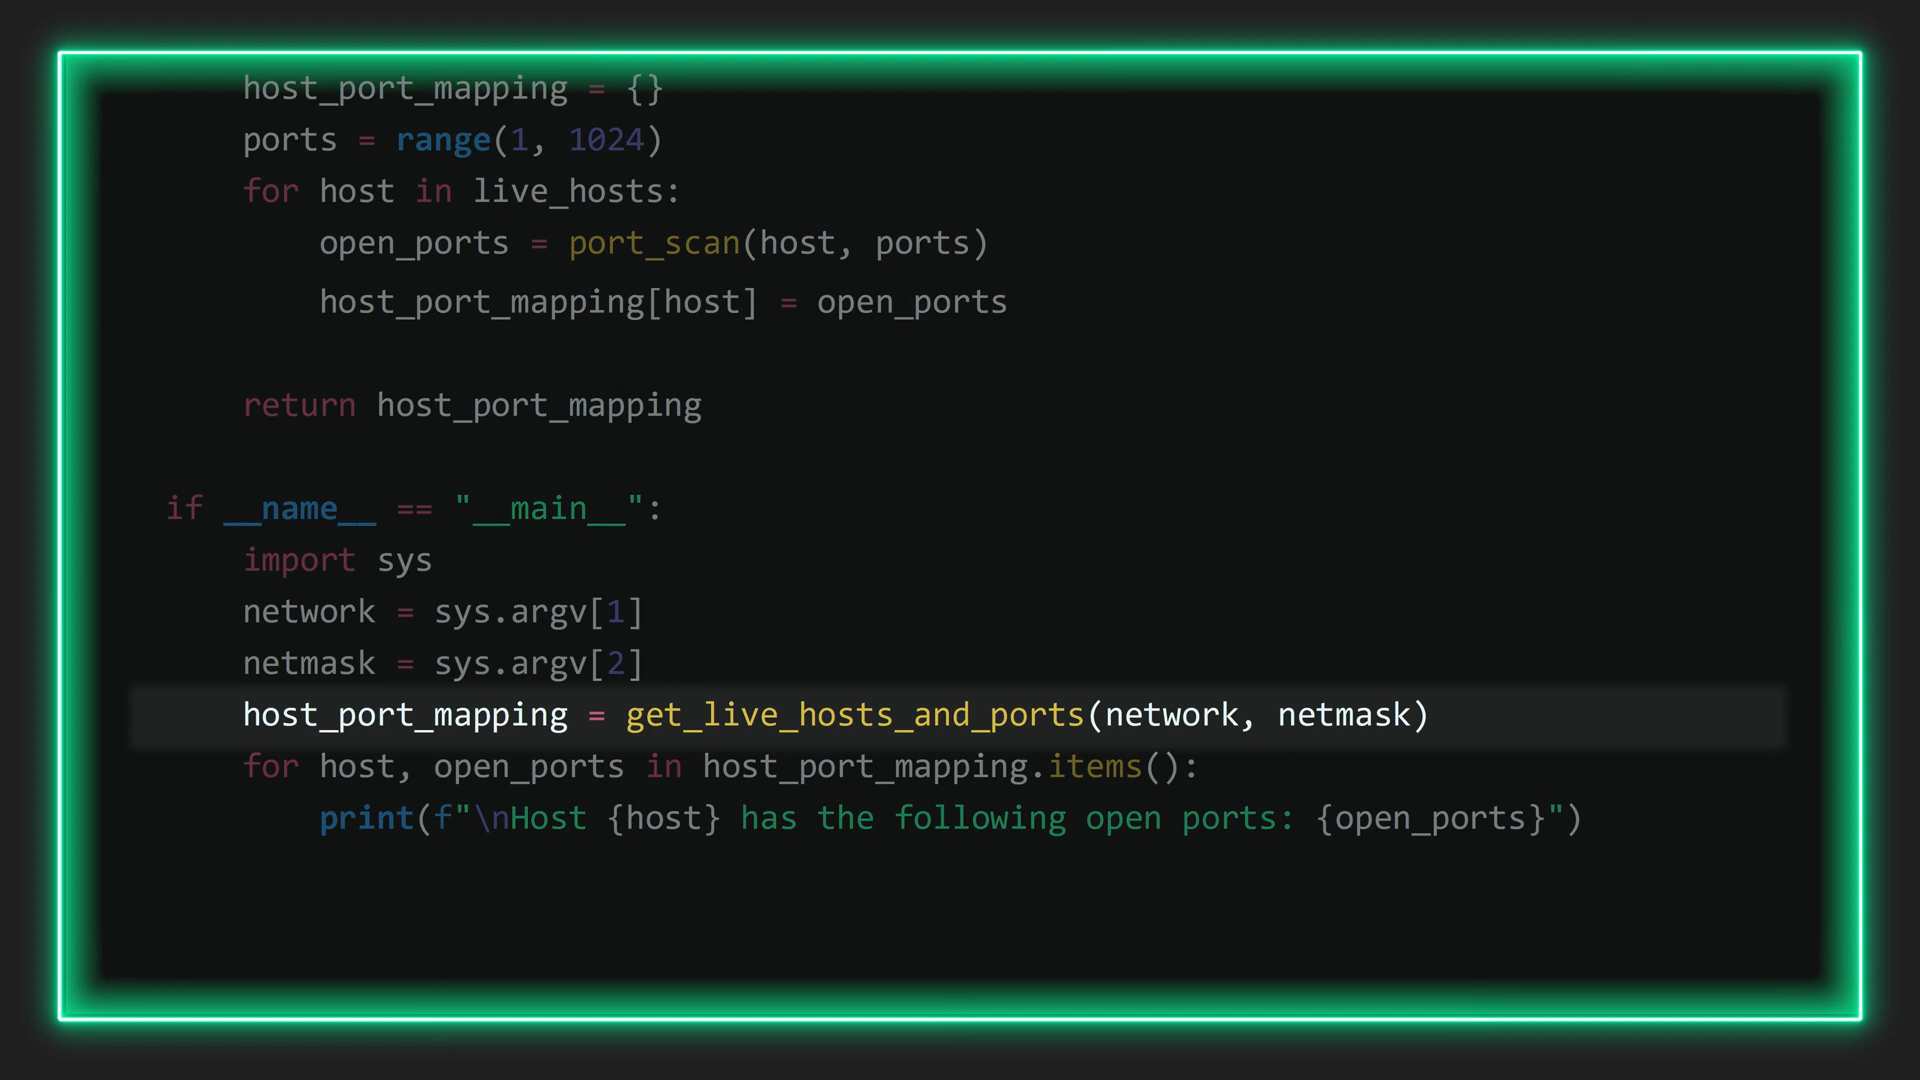 host_port_mapping = {}
ports = range(1, 1024)
for host in live_hosts:
open_ports = port_scan(host, ports)
host_port_mapping[host] = open_ports
return host_port_mapping
if __name__ == "__main__":
import sys
network = sys.argv[1]
netmask = sys.argv[2]
host_port_mapping = get_live_hosts_and_ports(network, netmask)
for host, open_ports in host_port_mapping.items():
print(f"\nHost {host} has the following open ports: {open_ports}")